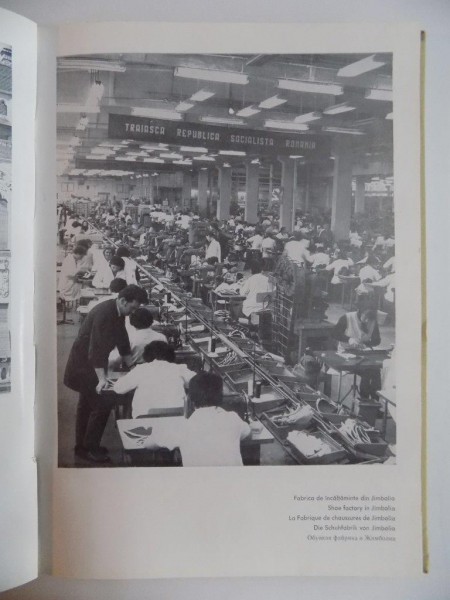 TRAIASCA REPUBLICA SOCIALISTA ROMANIA
Fabrica de încălțăminte din Jimbolia
Shoe factory in Jimbolia
La Fabrique de chaussures de Jimbolia
Die Schuhfabrik von Jimbolia
Обувная фабрика в Жимболии